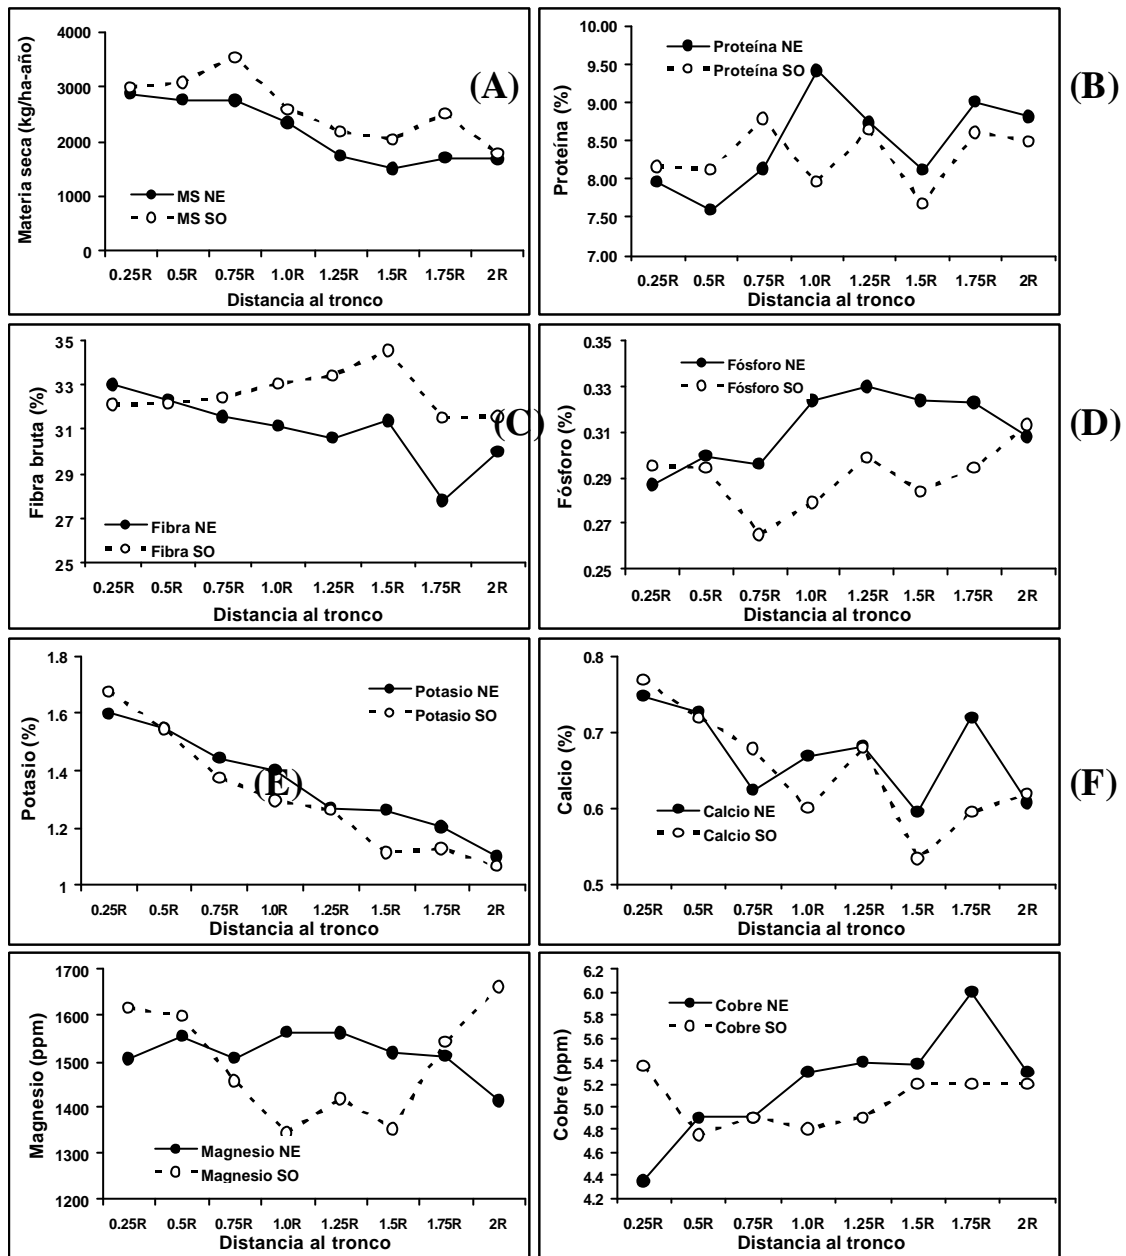 4000
3000
2000
1000
0
Materia seca (kg/ha-año)
MS NE
MS SO
0.25R 0.5R 0.75R 1.0R 1.25R 1.5R 1.75R 2R
Distancia al tronco
(A)
10.00
9.50
9.00
8.50
8.00
7.50
7.00
Proteína (%)
Proteína NE
Proteína SO
0.25R 0.5R 0.75R 1.0R 1.25R 1.5R 1.75R 2R
Distancia al tronco
(B)
35
33
31
29
27
25
Fibra bruta (%)
Fibra NE
Fibra SO
0.25R 0.5R 0.75R 1.0R 1.25R 1.5R 1.75R 2R
Distancia al tronco
(C)
0.35
0.33
0.31
0.29
0.27
0.25
Fósforo (%)
Fósforo NE
Fósforo SO
0.25R 0.5R 0.75R 1.0R 1.25R 1.5R 1.75R 2R
Distancia al tronco
(D)
1.8
1.6
1.4
1.2
1
Potasio (%)
Potasio NE
Potasio SO
0.25R 0.5R 0.75R 1.0R 1.25R 1.5R 1.75R 2R
Distancia al tronco
(E)
0.8
0.7
0.6
0.5
Calcio (%)
Calcio NE
Calcio SO
0.25R 0.5R 0.75R 1.0R 1.25R 1.5R 1.75R 2R
Distancia al tronco
(F)
1700
1600
1500
1400
1300
1200
Magnesio (ppm)
Magnesio NE
Magnesio SO
0.25R 0.5R 0.75R 1.0R 1.25R 1.5R 1.75R 2R
Distancia al tronco
6.2
6.0
5.8
5.6
5.4
5.2
5.0
4.8
4.6
4.4
4.2
Cobre (ppm)
Cobre NE
Cobre SO
0.25R 0.5R 0.75R 1.0R 1.25R 1.5R 1.75R 2R
Distancia al tronco